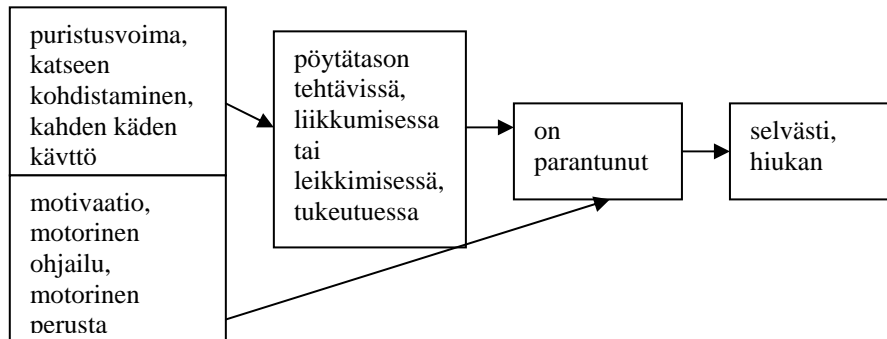 puristusvoima,
katseen
kohdistaminen,
kahden käden
käyttö
motivaatio,
motorinen
ohjailu,
motorinen
perusta
pöytätason
tehtävissä,
liikkumisessa
tai
leikkimisessä,
tukeutuessa
on
parantunut
selvästi,
hiukan